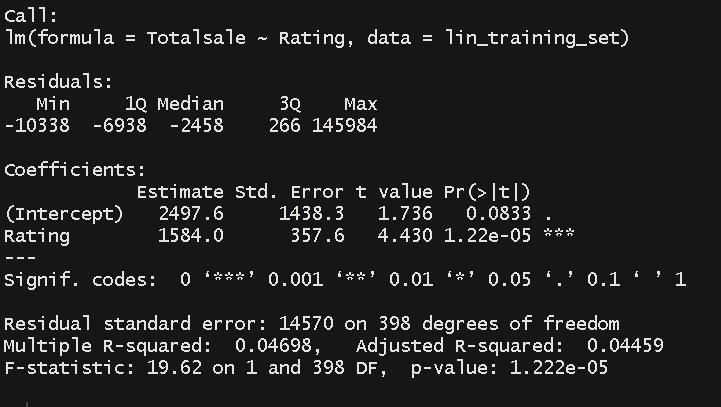 Call:
lm(formula = Totalsale ~ Rating, data = lin_training_set)

Residuals:
   Min     1Q Median     3Q    Max
-10338  -6938  -2458    266 145984

Coefficients:
            Estimate Std. Error t value Pr(>|t|)
(Intercept)   2497.6     1438.3   1.736   0.0833 .
Rating        1584.0      357.6   4.430 1.22e-05 ***
---
Signif. codes:  0 ‘***’ 0.001 ‘**’ 0.01 ‘*’ 0.05 ‘.’ 0.1 ‘ ’ 1

Residual standard error: 14570 on 398 degrees of freedom
Multiple R-squared:  0.04698,   Adjusted R-squared:  0.04459
F-statistic: 19.62 on 1 and 398 DF,  p-value: 1.222e-05